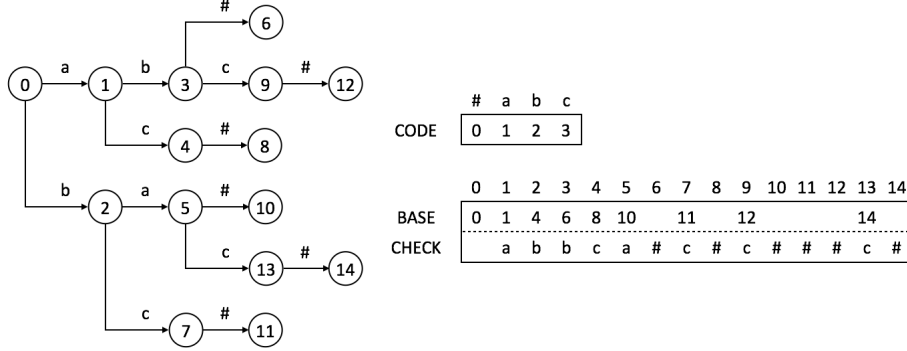 #
6
a b c #
0 1 3 9 12
# a b c
c #
CODE 0 1 2 3
4 8
b a #
0 1 2 3 4 5 6 7 8 9 10 11 12 13 14
2 5 10
BASE 0 1 4 6 8 10 11 12 14
CHECK a b b c a # c # c # # # c #
c #
13 14
c #
7 11